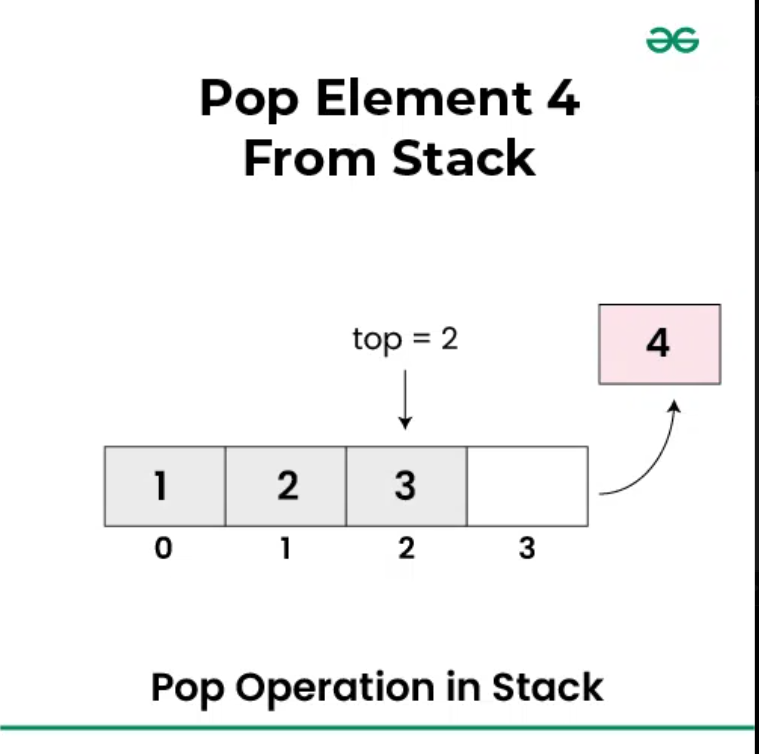 Pop Element 4
From Stack
top = 2
4
1 2 3
0 1 2 3
Pop Operation in Stack